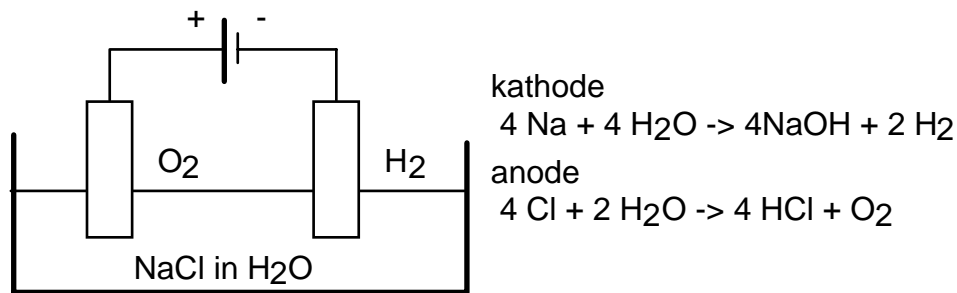 + -
kathode
4 Na + 4 H2O -> 4NaOH + 2 H2
O2 H2
anode
4 Cl + 2 H2O -> 4 HCl + O2
NaCl in H2O